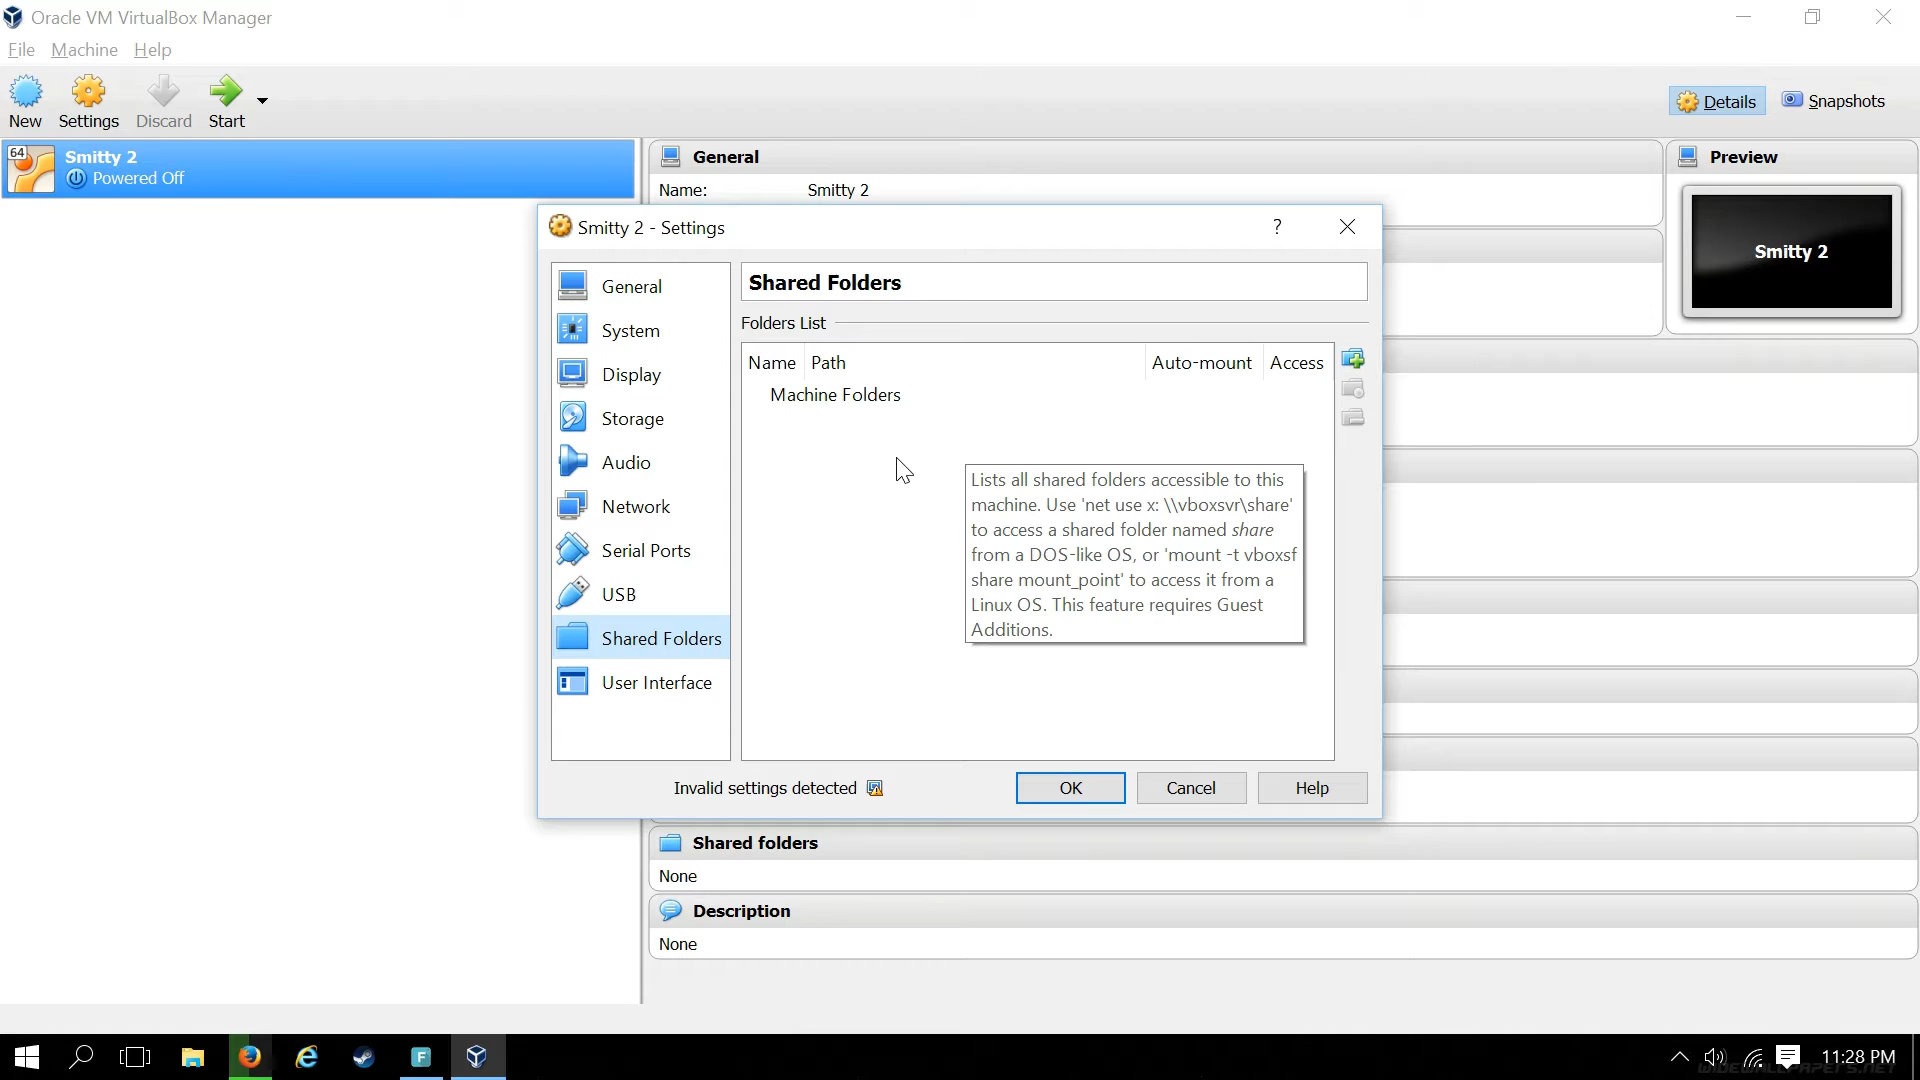 Oracle VM VirtualBox Manager
File Machine Help
New Settings Discard Start
Details Snapshots
64
Smitty 2
Powered Off
General
Name: Smitty 2
Preview
Smitty 2
Smitty 2 - Settings
?
General
System
Display
Storage
Audio
Network
Serial Ports
USB
Shared Folders
User Interface
Shared Folders
Folders List
Name Path Auto-mount Access
Machine Folders
Lists all shared folders accessible to this
machine. Use 'net use x: \\vboxsvr\share'
to access a shared folder named share
from a DOS-like OS, or 'mount -t vboxsf
share mount_point' to access it from a
Linux OS. This feature requires Guest
Additions.
Invalid settings detected
OK Cancel Help
Shared folders
None
Description
None
F
11:28 PM